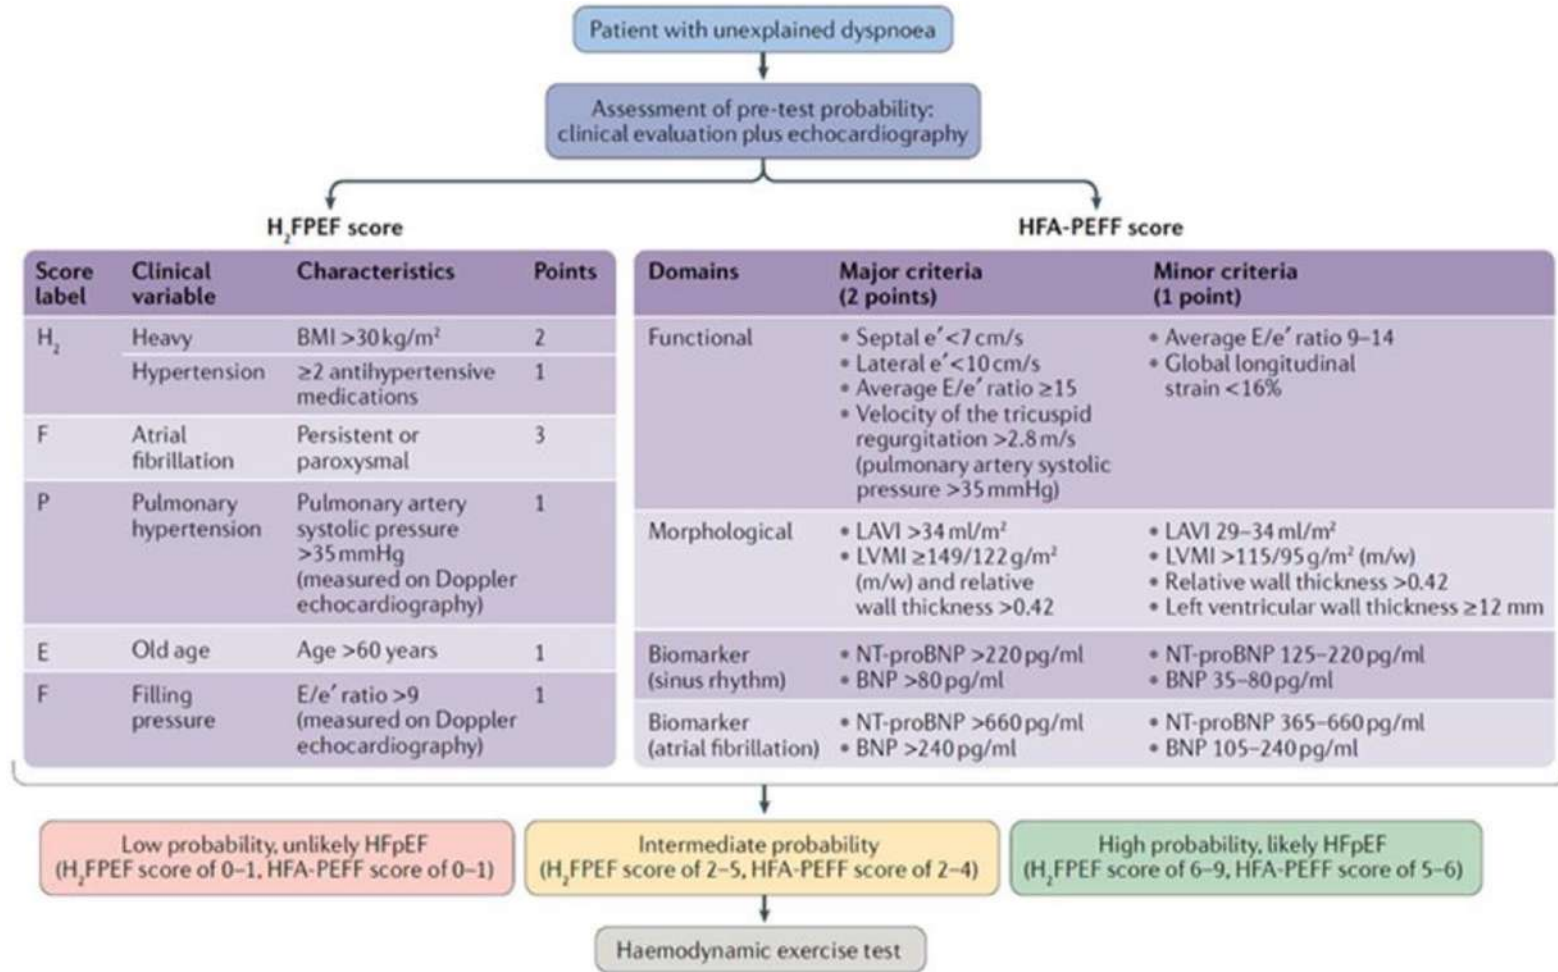 Patient with unexplained dyspnoea
Assessment of pre-test probability:
clinical evaluation plus echocardiography
H₂FPEF score
Score label
Clinical variable
Characteristics
Points
H₂
Heavy
BMI >30 kg/m²
2
Hypertension
≥2 antihypertensive
medications
1
F
Atrial
fibrillation
Persistent or
paroxysmal
3
P
Pulmonary
hypertension
Pulmonary artery
systolic pressure
>35 mmHg
(measured on Doppler
echocardiography)
1
E
Old age
Age >60 years
1
F
Filling
pressure
E/e′ ratio >9
(measured on Doppler
echocardiography)
1
HFA-PEFF score
Domains
Major criteria
(2 points)
Minor criteria
(1 point)
Functional
• Septal e′ <7 cm/s
• Lateral e′ <10 cm/s
• Average E/e′ ratio ≥15
• Velocity of the tricuspid
regurgitation >2.8 m/s
(pulmonary artery systolic
pressure >35 mmHg)
• Average E/e′ ratio 9–14
• Global longitudinal
strain <16%
Morphological
• LAVI >34 ml/m²
• LVMI ≥149/122 g/m²
(m/w) and relative
wall thickness >0.42
• LAVI 29–34 ml/m²
• LVMI >115/95 g/m² (m/w)
• Relative wall thickness >0.42
• Left ventricular wall thickness ≥12 mm
Biomarker
(sinus rhythm)
• NT-proBNP >220 pg/ml
• BNP >80 pg/ml
• NT-proBNP 125–220 pg/ml
• BNP 35–80 pg/ml
Biomarker
(atrial fibrillation)
• NT-proBNP >660 pg/ml
• BNP >240 pg/ml
• NT-proBNP 365–660 pg/ml
• BNP 105–240 pg/ml
Low probability, unlikely HFpEF
(H₂FPEF score of 0–1, HFA-PEFF score of 0–1)
Intermediate probability
(H₂FPEF score of 2–5, HFA-PEFF score of 2–4)
High probability, likely HFpEF
(H₂FPEF score of 6–9, HFA-PEFF score of 5–6)
Haemodynamic exercise test